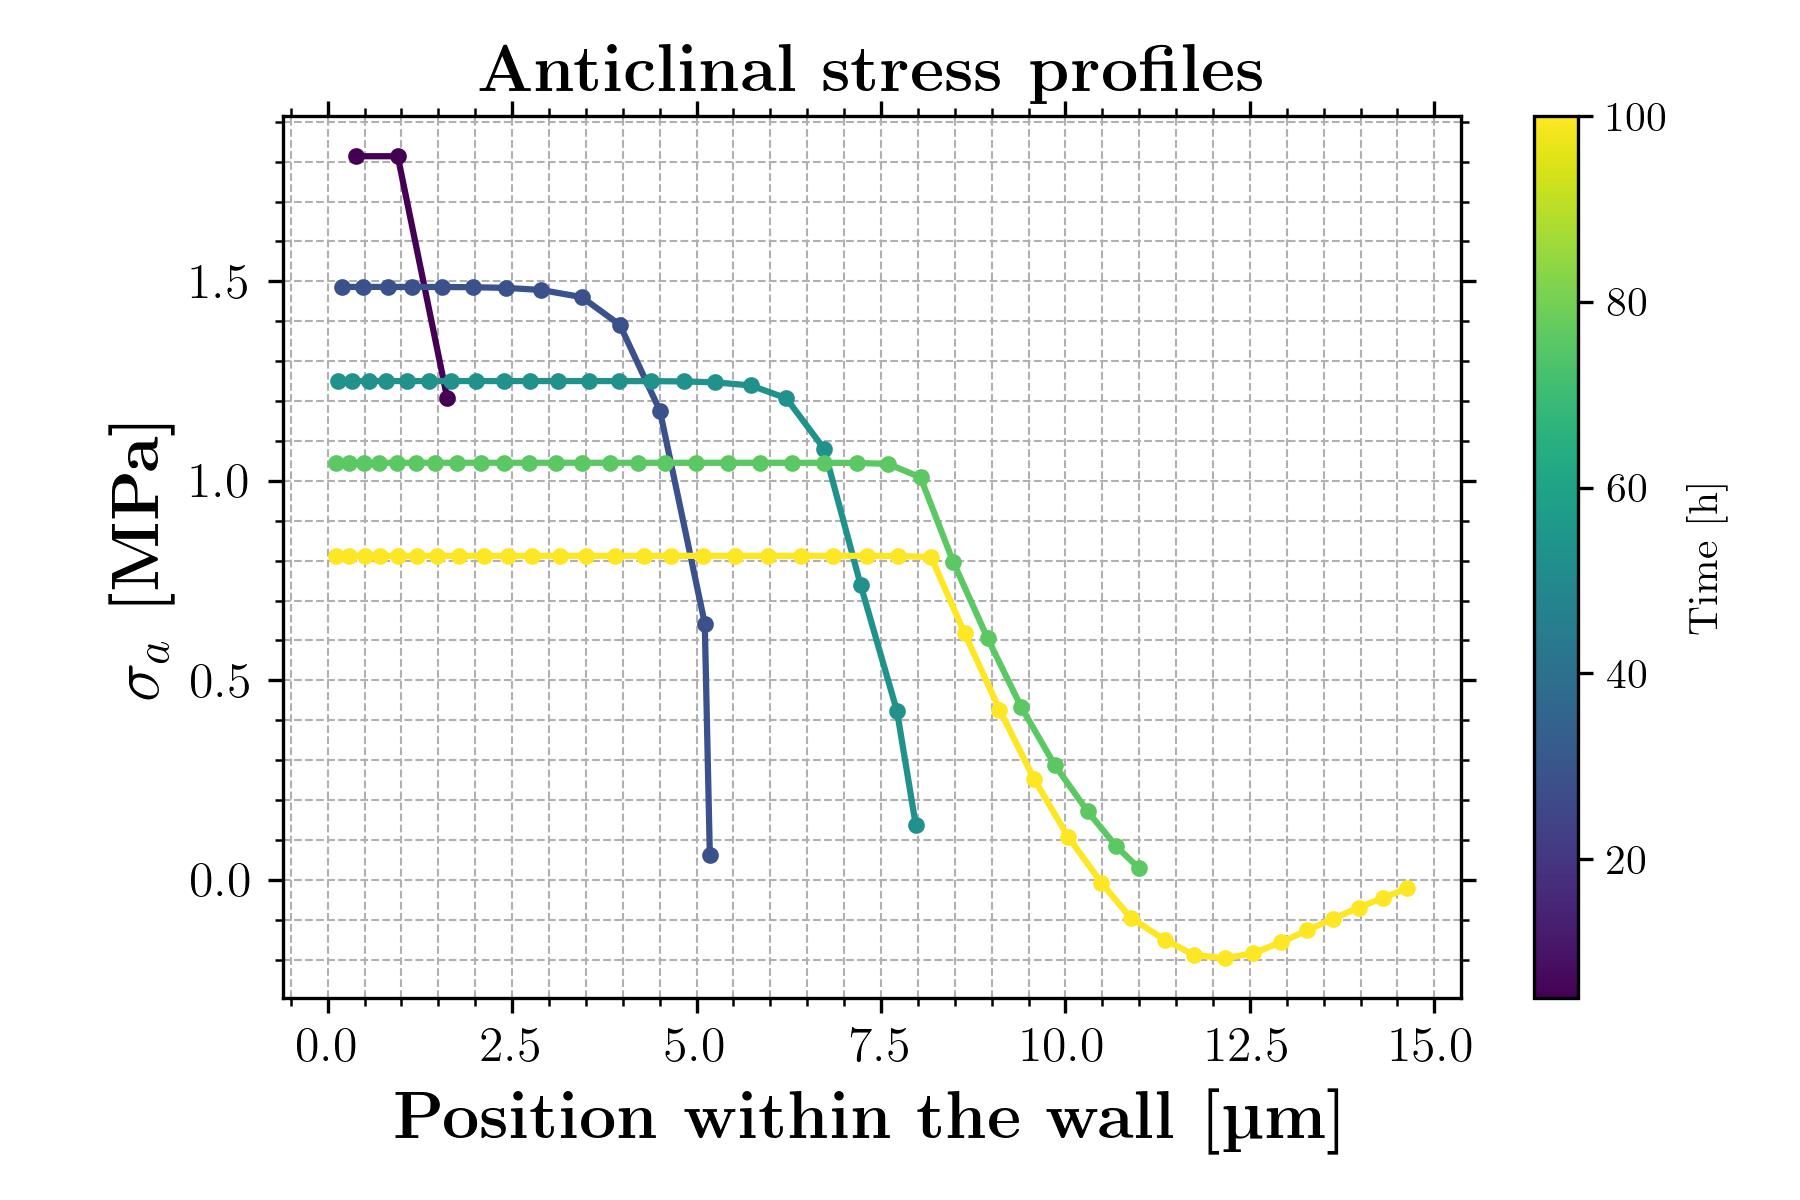 Anticlinal stress profiles
σₐ [MPa]
1.5
1.0
0.5
0.0
0.0 2.5 5.0 7.5 10.0 12.5 15.0
Position within the wall [µm]
100
80
60
40
20
Time [h]